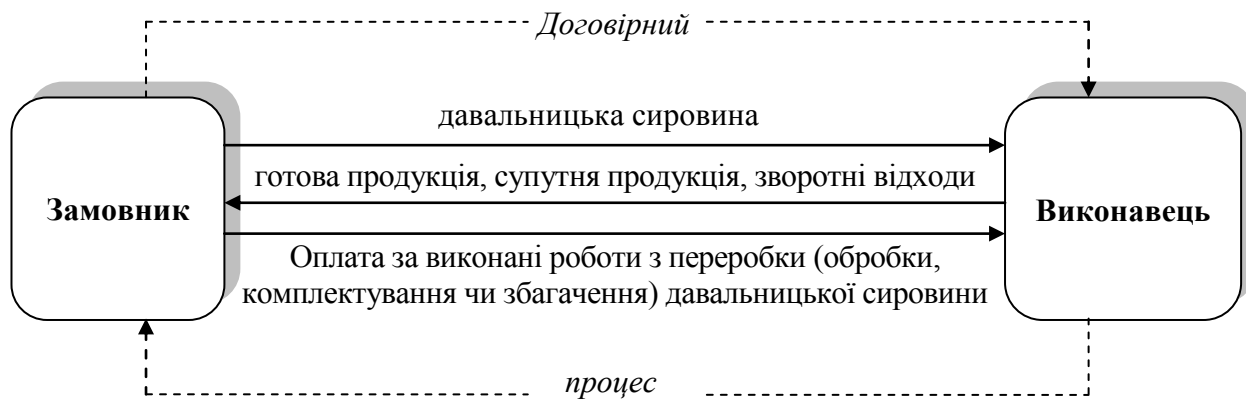 Договірний
давальницька сировина
готова продукція, супутня продукція, зворотні відходи
Замовник
Виконавець
Оплата за виконані роботи з переробки (обробки,
комплектування чи збагачення) давальницької сировини
процес